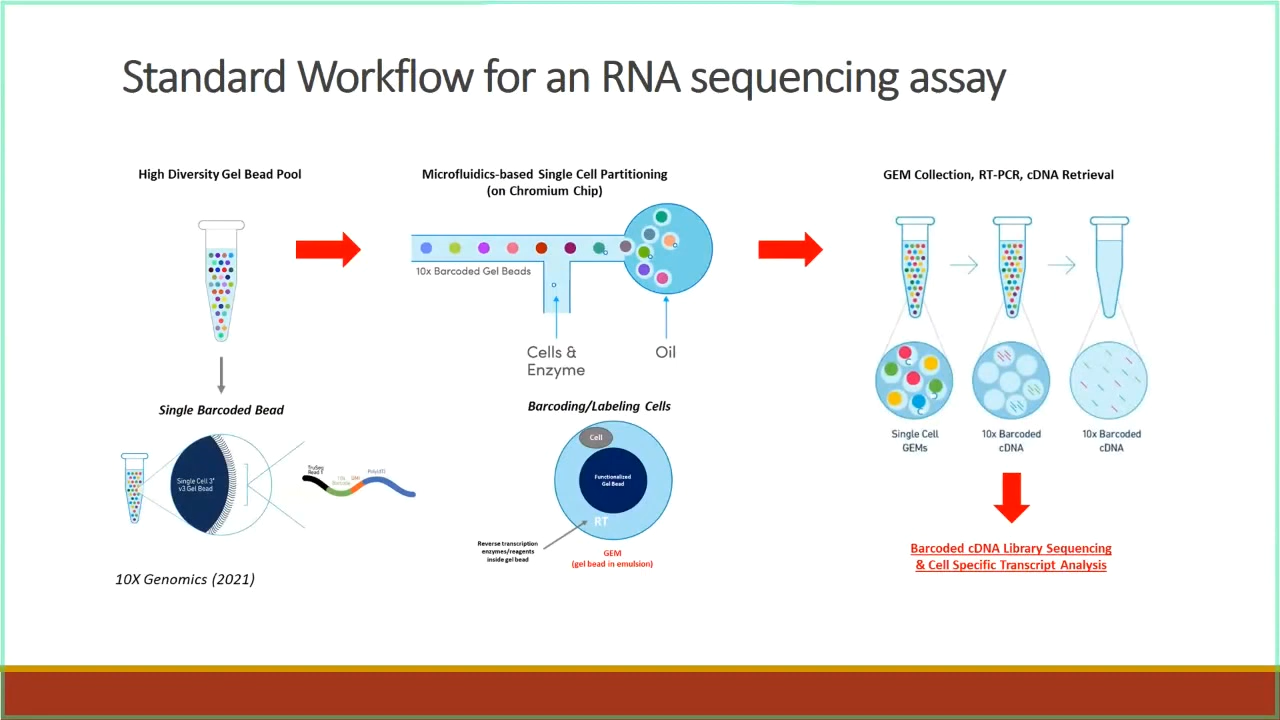 Standard Workflow for an RNA sequencing assay
High Diversity Gel Bead Pool
Microfluidics-based Single Cell Partitioning
(on Chromium Chip)
GEM Collection, RT-PCR, cDNA Retrieval
10x Barcoded Gel Beads
Cells &
Enzyme
Oil
Single Barcoded Bead
Barcoding/Labeling Cells
Single Cell
GEMs
10x Barcoded
cDNA
10x Barcoded
cDNA
Single Cell 3'
v3 Gel Bead
TruSeq
Read 1
10x
Barcode
UMI
Poly(dT)
Cell
Functionalized
Gel Bead
RT
Reverse transcription
enzymes/reagents
inside gel bead
GEM
(gel bead in emulsion)
Barcoded cDNA Library Sequencing
& Cell Specific Transcript Analysis
10X Genomics (2021)